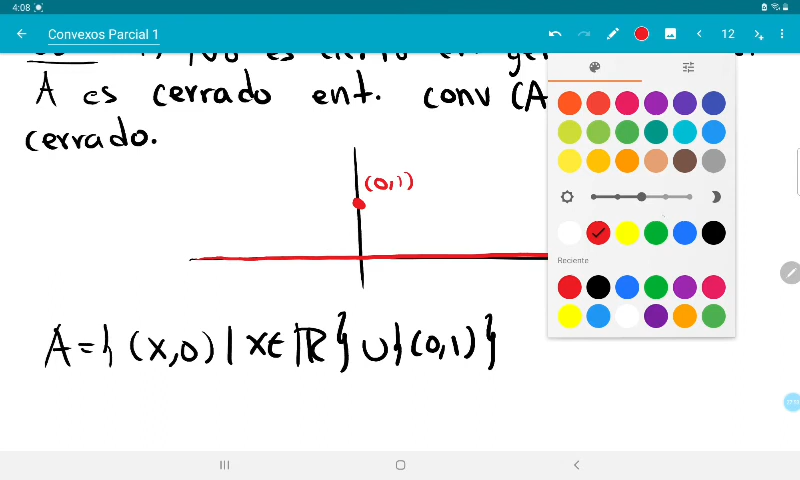 4:08
Convexos Parcial 1
12
A es cerrado ent. conv (A
cerrado.
(0,1)
Reciente
A={ (x,0) | x∈ℝ} ∪ {(0,1)}